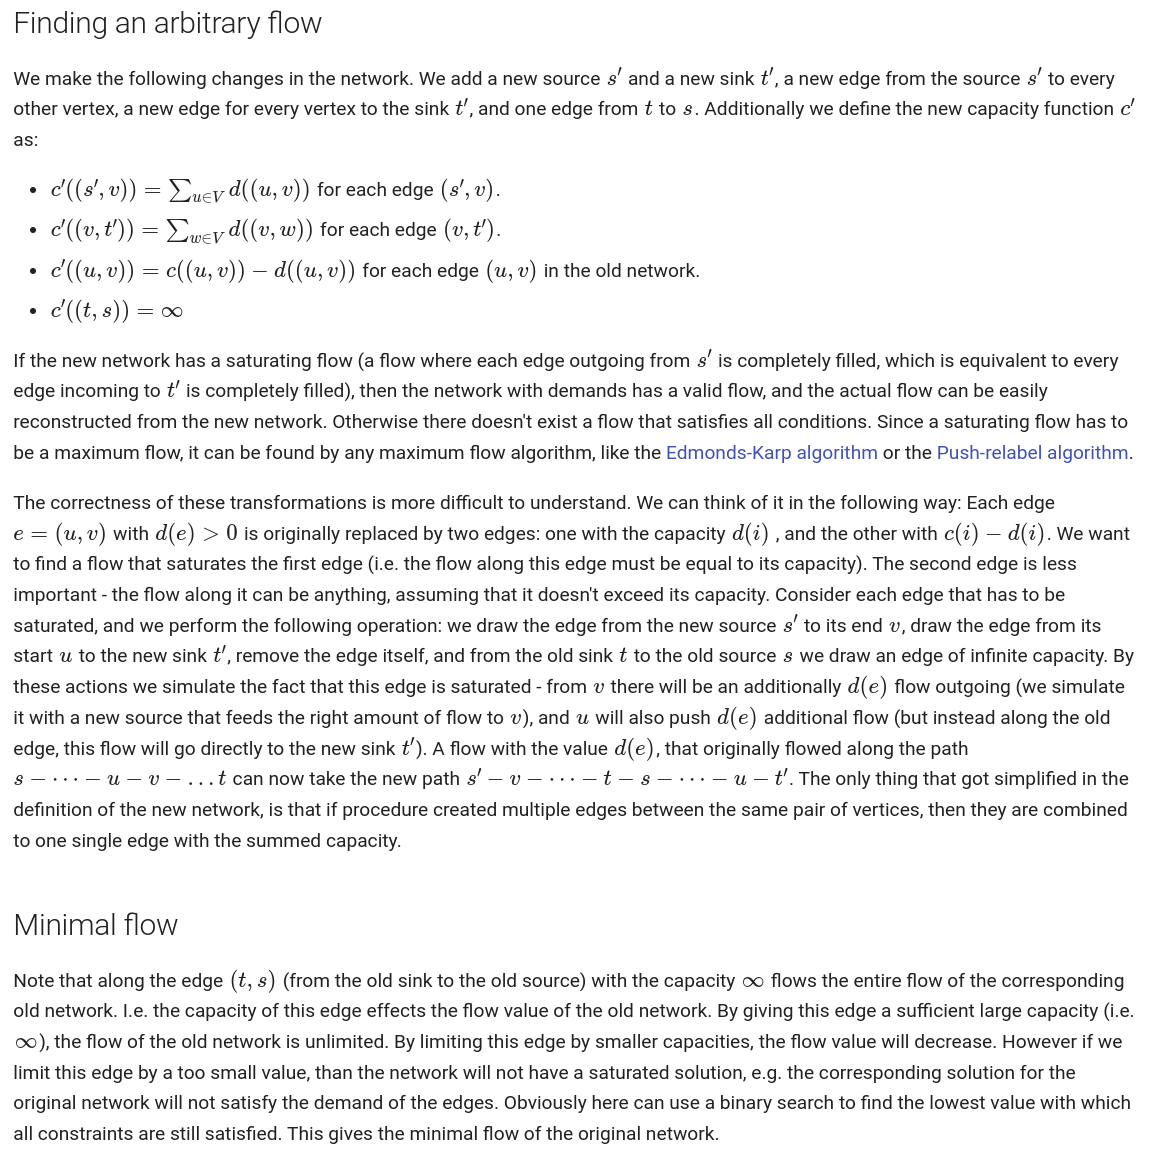 Finding an arbitrary flow
We make the following changes in the network. We add a new source s′ and a new sink t′, a new edge from the source s′ to every
other vertex, a new edge for every vertex to the sink t′, and one edge from t to s. Additionally we define the new capacity function c′
as:
• c′((s′, v)) = ∑_{u∈V} d((u, v)) for each edge (s′, v).
• c′((v, t′)) = ∑_{w∈V} d((v, w)) for each edge (v, t′).
• c′((u, v)) = c((u, v)) − d((u, v)) for each edge (u, v) in the old network.
• c′((t, s)) = ∞
If the new network has a saturating flow (a flow where each edge outgoing from s′ is completely filled, which is equivalent to every
edge incoming to t′ is completely filled), then the network with demands has a valid flow, and the actual flow can be easily
reconstructed from the new network. Otherwise there doesn't exist a flow that satisfies all conditions. Since a saturating flow has to
be a maximum flow, it can be found by any maximum flow algorithm, like the Edmonds-Karp algorithm or the Push-relabel algorithm.
The correctness of these transformations is more difficult to understand. We can think of it in the following way: Each edge
e = (u, v) with d(e) > 0 is originally replaced by two edges: one with the capacity d(i) , and the other with c(i) − d(i). We want
to find a flow that saturates the first edge (i.e. the flow along this edge must be equal to its capacity). The second edge is less
important - the flow along it can be anything, assuming that it doesn't exceed its capacity. Consider each edge that has to be
saturated, and we perform the following operation: we draw the edge from the new source s′ to its end v, draw the edge from its
start u to the new sink t′, remove the edge itself, and from the old sink t to the old source s we draw an edge of infinite capacity. By
these actions we simulate the fact that this edge is saturated - from v there will be an additionally d(e) flow outgoing (we simulate
it with a new source that feeds the right amount of flow to v), and u will also push d(e) additional flow (but instead along the old
edge, this flow will go directly to the new sink t′). A flow with the value d(e), that originally flowed along the path
s − ⋯ − u − v − … t can now take the new path s′ − v − ⋯ − t − s − ⋯ − u − t′. The only thing that got simplified in the
definition of the new network, is that if procedure created multiple edges between the same pair of vertices, then they are combined
to one single edge with the summed capacity.
Minimal flow
Note that along the edge (t, s) (from the old sink to the old source) with the capacity ∞ flows the entire flow of the corresponding
old network. I.e. the capacity of this edge effects the flow value of the old network. By giving this edge a sufficient large capacity (i.e.
∞), the flow of the old network is unlimited. By limiting this edge by smaller capacities, the flow value will decrease. However if we
limit this edge by a too small value, than the network will not have a saturated solution, e.g. the corresponding solution for the
original network will not satisfy the demand of the edges. Obviously here can use a binary search to find the lowest value with which
all constraints are still satisfied. This gives the minimal flow of the original network.